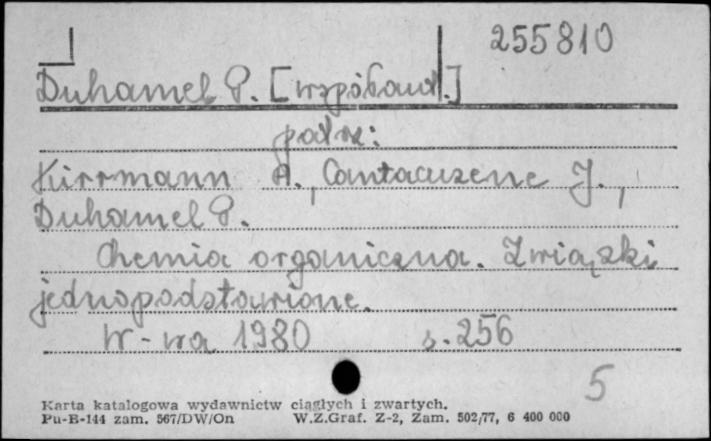 255810
Duhamel P. [współaut.]
patrz:
Kirrmann A., Cantacuzene J.,
Duhamel P.
Chemia organiczna. Związki
jednopodstawione.
W-wa 1980 s. 256
5
Karta katalogowa wydawnictw ciągłych i zwartych.
Pu-B-144 zam. 567/DW/On W.Z.Graf. Z-2, Zam. 502/77, 6 400 000